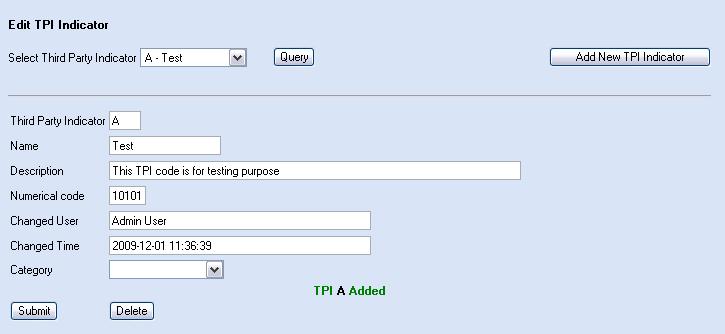 Edit TPI Indicator
Select Third Party Indicator A - Test Query Add New TPI Indicator
Third Party Indicator A
Name Test
Description This TPI code is for testing purpose
Numerical code 10101
Changed User Admin User
Changed Time 2009-12-01 11:36:39
Category
TPI A Added
Submit Delete